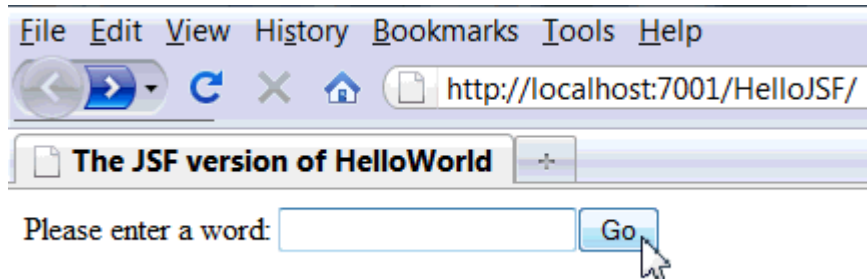 File Edit View History Bookmarks Tools Help
http://localhost:7001/HelloJSF/
The JSF version of HelloWorld
Please enter a word: Go